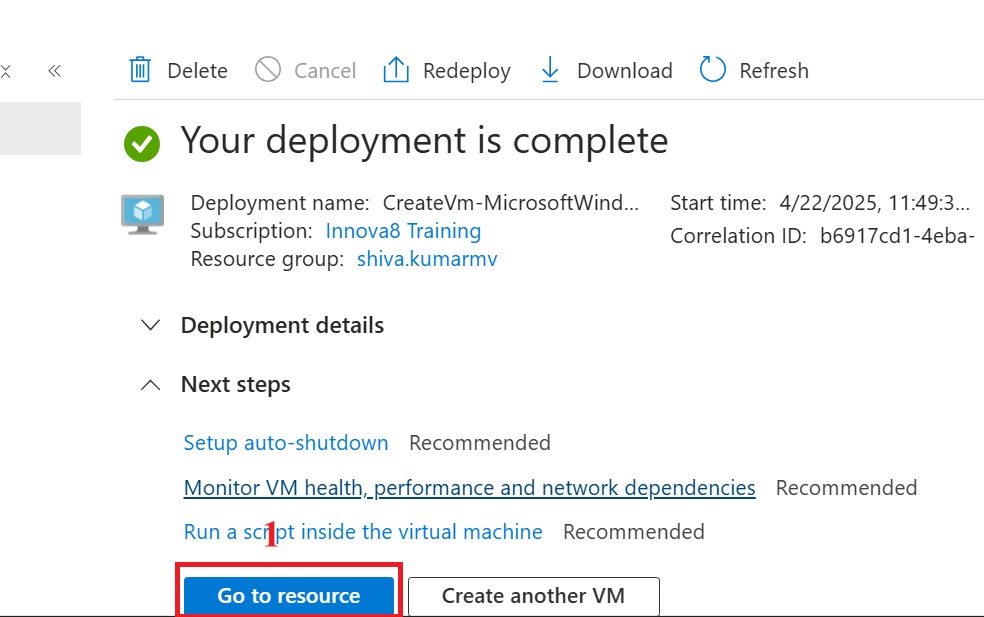 Delete Cancel Redeploy Download Refresh
Your deployment is complete
Deployment name: CreateVm-MicrosoftWind... Start time: 4/22/2025, 11:49:3...
Subscription: Innova8 Training Correlation ID: b6917cd1-4eba-
Resource group: shiva.kumarmv
Deployment details
Next steps
Setup auto-shutdown Recommended
Monitor VM health, performance and network dependencies Recommended
Run a script inside the virtual machine Recommended
1
Go to resource Create another VM